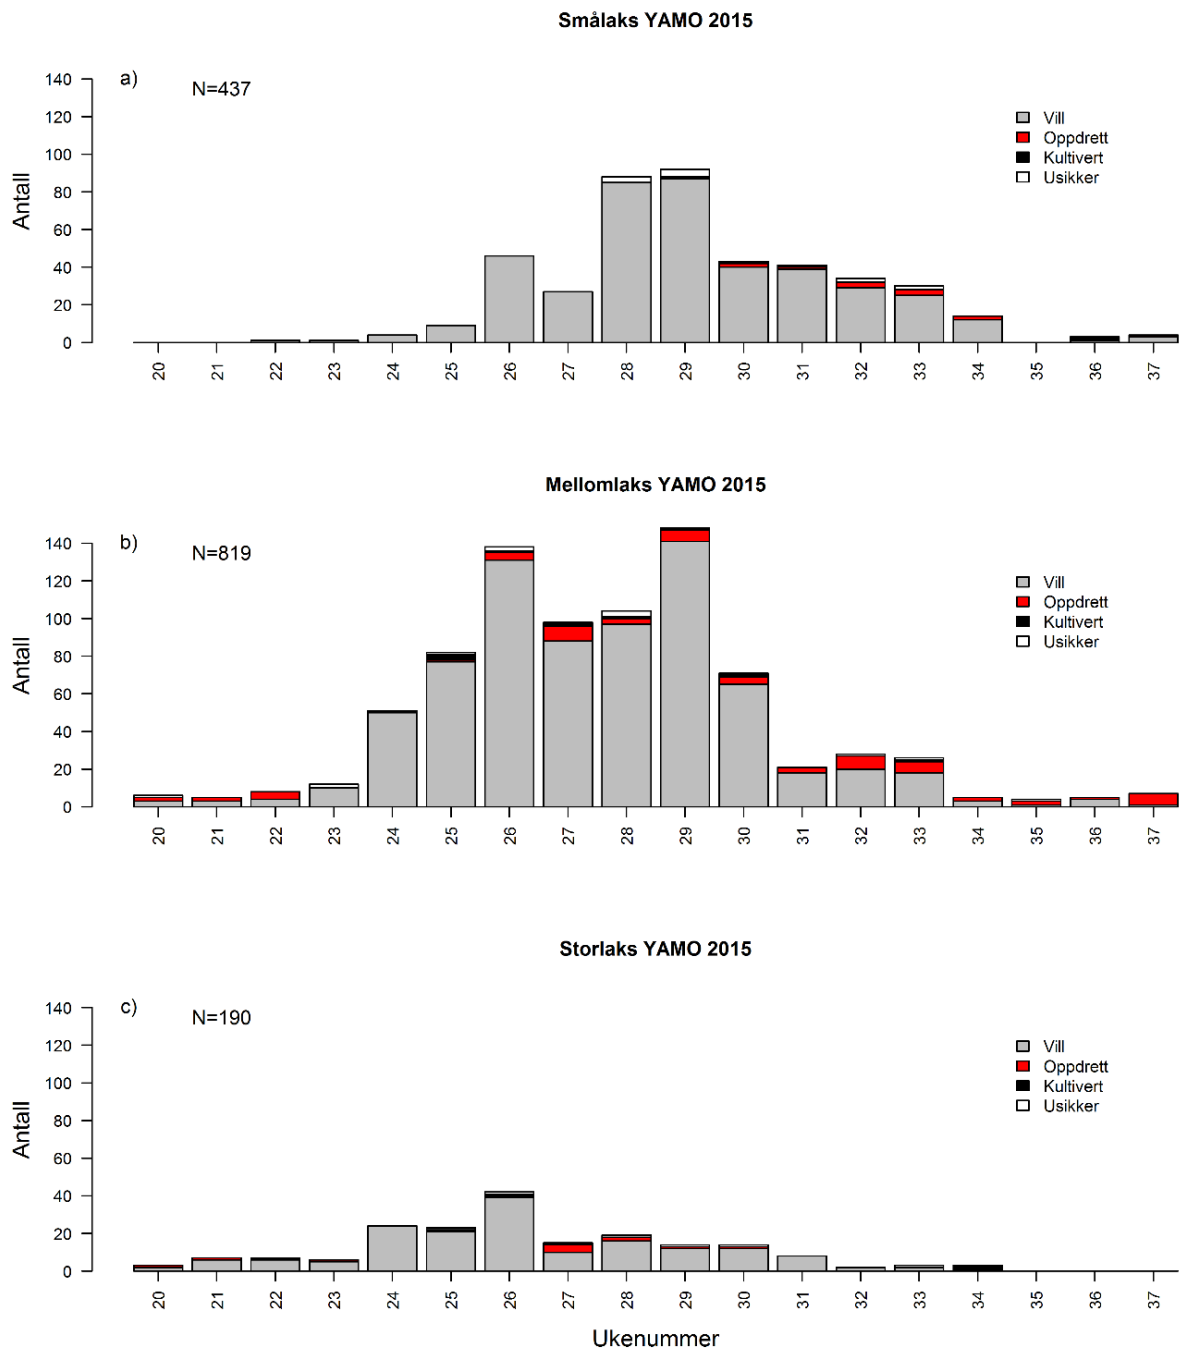 Smålaks YAMO 2015
a)
N=437
140
120
100
80
60
40
20
0
Antall
Vill
Oppdrett
Kultivert
Usikker
20 21 22 23 24 25 26 27 28 29 30 31 32 33 34 35 36 37
Mellomlaks YAMO 2015
b)
N=819
140
120
100
80
60
40
20
0
Antall
Vill
Oppdrett
Kultivert
Usikker
20 21 22 23 24 25 26 27 28 29 30 31 32 33 34 35 36 37
Storlaks YAMO 2015
c)
N=190
140
120
100
80
60
40
20
0
Antall
Vill
Oppdrett
Kultivert
Usikker
20 21 22 23 24 25 26 27 28 29 30 31 32 33 34 35 36 37
Ukenummer